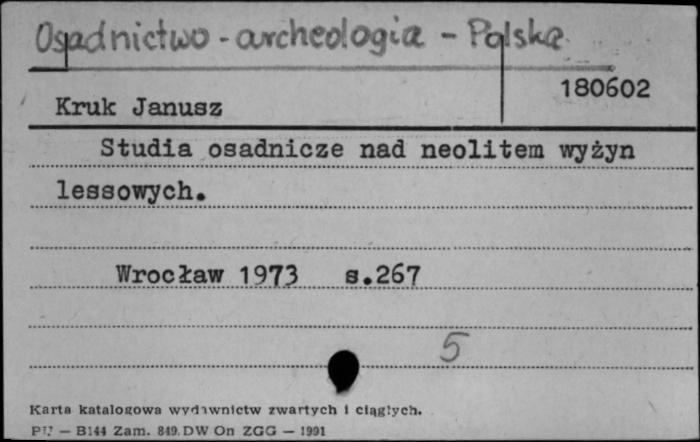 Osadnictwo - archeologia - Polska
180602
Kruk Janusz
Studia osadnicze nad neolitem wyżyn
lessowych.
Wrocław 1973 s.267
5
Karta katalogowa wydawnictw zwartych i ciągłych.
PU — B144 Zam. 849. DW On ZGG — 1991